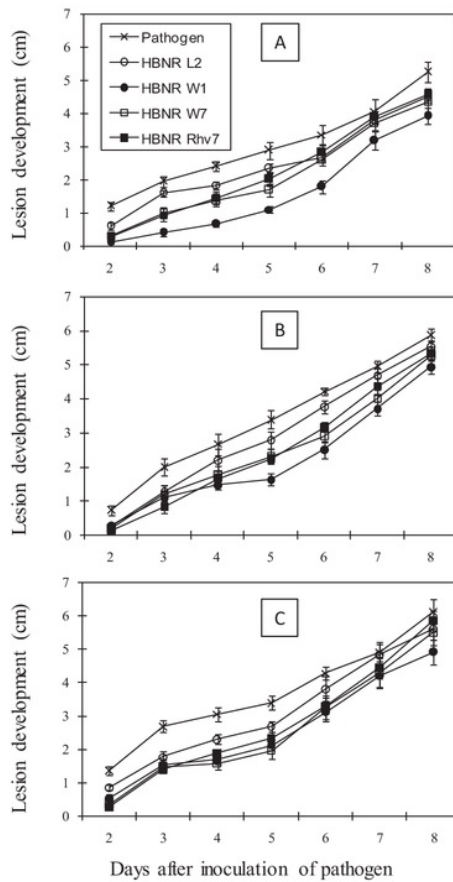 A
Pathogen
HBNR L2
HBNR W1
HBNR W7
HBNR Rhv7
Lesion development (cm)
7
6
5
4
3
2
1
0
2 3 4 5 6 7 8
B
Lesion development (cm)
7
6
5
4
3
2
1
0
2 3 4 5 6 7 8
C
Lesion development (cm)
7
6
5
4
3
2
1
0
2 3 4 5 6 7 8
Days after inoculation of pathogen